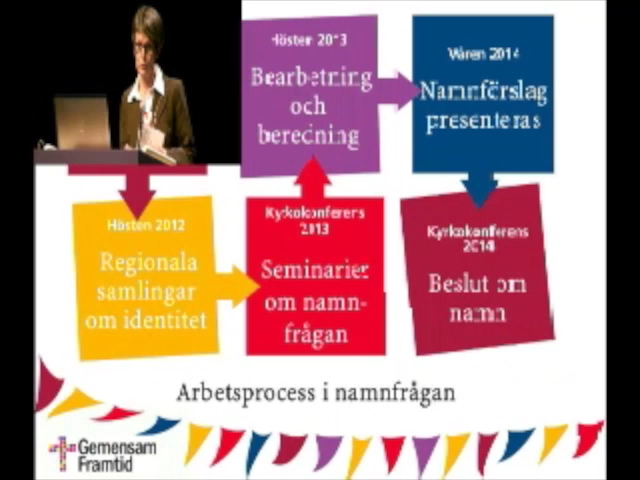 Hösten 2013
Bearbetning
och
beredning
Våren 2014
Namnförslag
presenteras
Hösten 2012
Regionala
samlingar
om identitet
Kyrkokonferens
2013
Seminarier
om namn-
frågan
Kyrkokonferens
2014
Beslut om
namn
Arbetsprocess i namnfrågan
Gemensam
Framtid